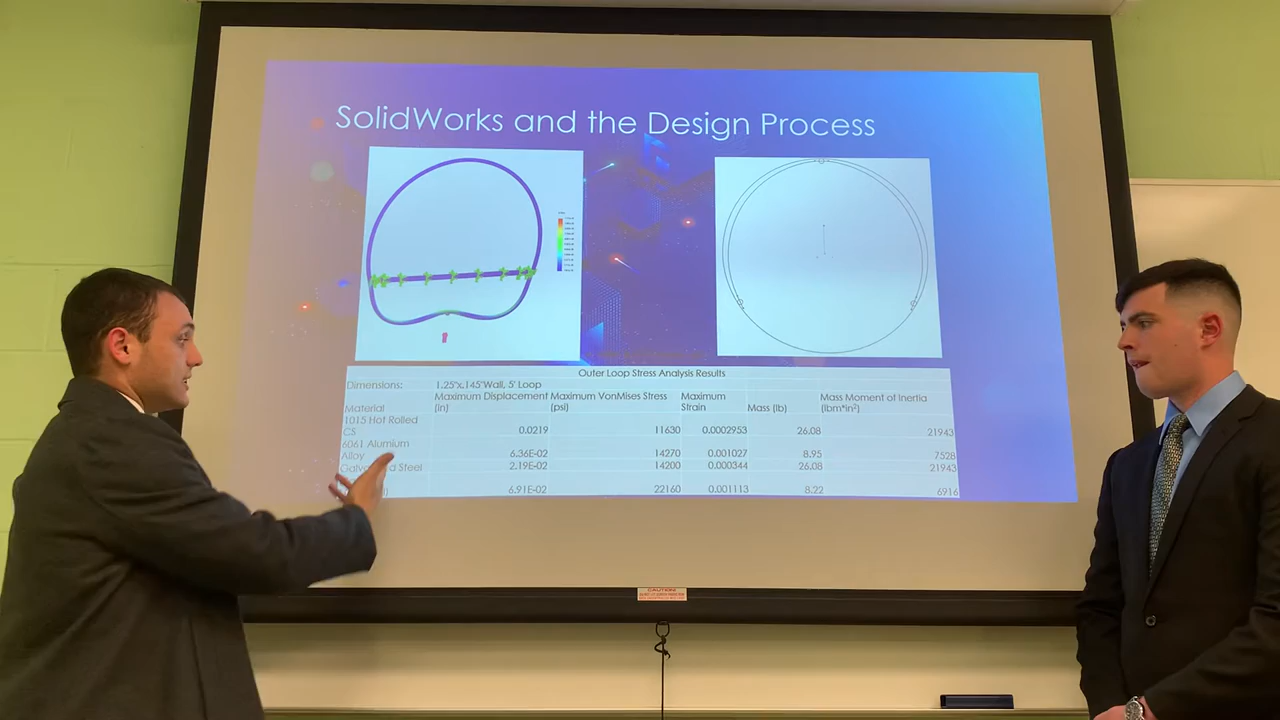 SolidWorks and the Design Process
Outer Loop Stress Analysis Results
Dimensions: 1.25"x.145"Wall, 5' Loop
Material Maximum Displacement (in) Maximum VonMises Stress (psi) Maximum Strain Mass (lb) Mass Moment of Inertia (lbm*in²)
1015 Hot Rolled CS 0.0219 11630 0.0002953 26.08 21943
6061 Alumium Alloy 6.36E-02 14270 0.001027 8.95 7528
Steel 2.19E-02 14200 0.000344 26.08 21943
6.91E-02 22160 0.001113 8.22 6916
CAUTION!